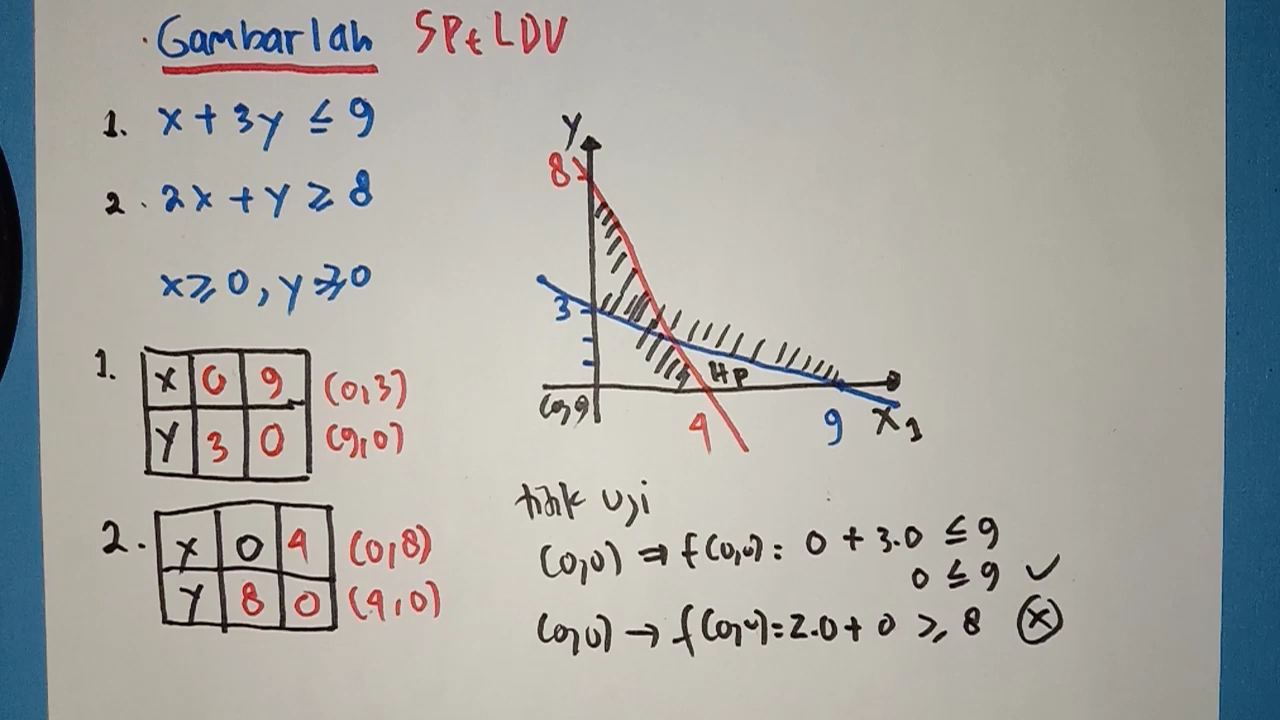 Gambarlah SPtLDV
1. x + 3y ≤ 9
2. 2x + y ≥ 8
x ≥ 0, y ≥ 0
1.
x 0 9 (0,3)
y 3 0 (9,0)
2.
x 0 4 (0,8)
y 8 0 (4,0)
y
8
3
Hp
(0,0)
4
9
x
titik uji
(0,0) ⇒ f(0,0) : 0 + 3.0 ≤ 9
0 ≤ 9 ✓
(0,0) → f(0,0) = 2.0 + 0 ≥ 8 ⓧ